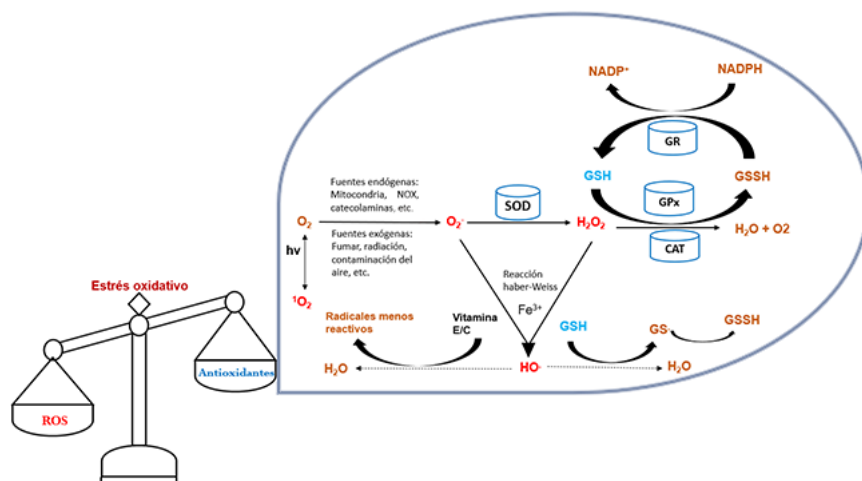 NADP⁺ NADPH
GR
GSH GSSH
GPx
Fuentes endógenas:
Mitocondria, NOX,
catecolaminas, etc.
SOD
O₂ O₂·⁻ H₂O₂ H₂O + O2
CAT
hv
Fuentes exógenas:
Fumar, radiación,
contaminación del
aire, etc.
Reacción
haber-Weiss
Fe³⁺
¹O₂
Estrés oxidativo
Radicales menos
reactivos
Vitamina
E/C
GSH GS· GSSH
H₂O HO· H₂O
Antioxidantes
ROS